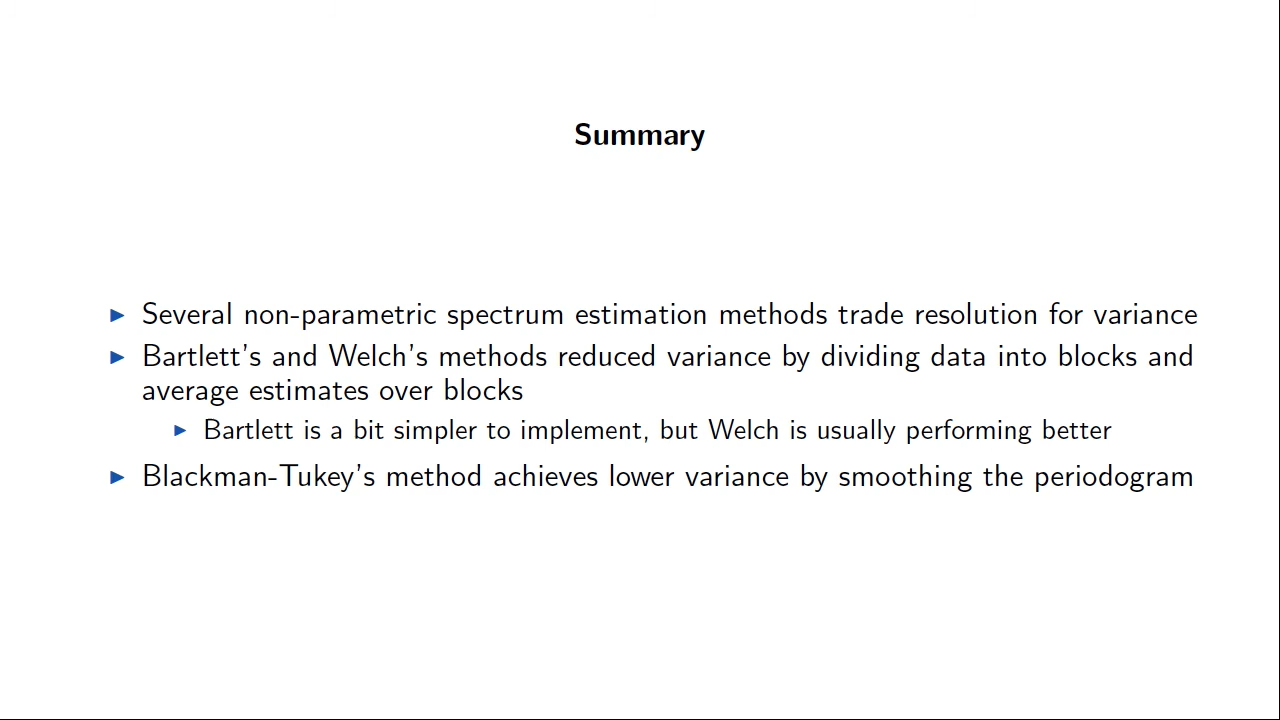 Summary
Several non-parametric spectrum estimation methods trade resolution for variance
Bartlett's and Welch's methods reduced variance by dividing data into blocks and
average estimates over blocks
Bartlett is a bit simpler to implement, but Welch is usually performing better
Blackman-Tukey's method achieves lower variance by smoothing the periodogram